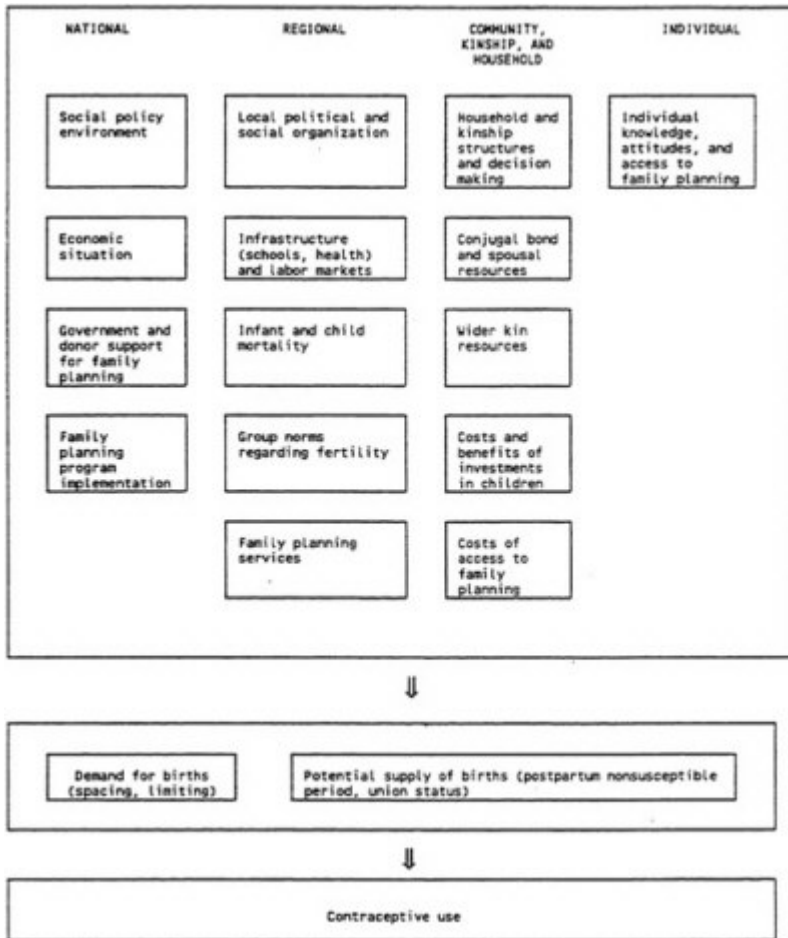 NATIONAL
REGIONAL
COMMUNITY,
KINSHIP, AND
HOUSEHOLD
INDIVIDUAL
Social policy
environment
Local political and
social organization
Household and
kinship
structures
and decision
making
Individual
knowledge,
attitudes, and
access to
family planning
Economic
situation
Infrastructure
(schools, health)
and labor markets
Conjugal bond
and spousal
resources
Government and
donor support
for family
planning
Infant and child
mortality
Wider kin
resources
Family
planning
program
implementation
Group norms
regarding fertility
Costs and
benefits of
investments
in children
Family planning
services
Costs of
access to
family
planning
⇓
Demand for births
(spacing, limiting)
Potential supply of births (postpartum nonsusceptible
period, union status)
⇓
Contraceptive use